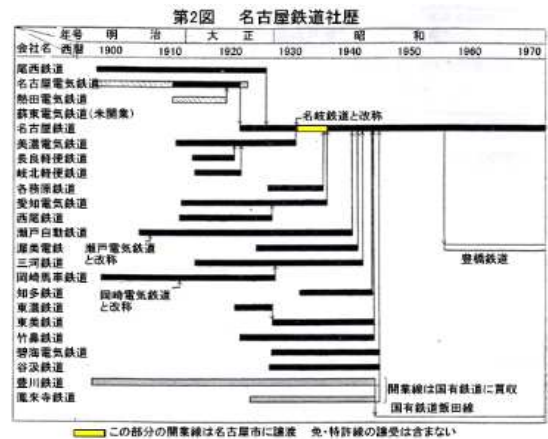 第2図 名古屋鉄道社歴
年号 明治 大正 昭和
会社名 西暦 1900 1910 1920 1930 1940 1950 1960 1970
尾西鉄道
名古屋電気鉄道
熱田電気鉄道
蘇東電気鉄道(未開業)
名岐鉄道と改称
名古屋鉄道
美濃電気鉄道
長良軽便鉄道
岐北軽便鉄道
各務原鉄道
愛知電気鉄道
西尾鉄道
瀬戸自動鉄道
渥美電鉄
瀬戸電気鉄道
と改称
豊橋鉄道
三河鉄道
岡崎馬車鉄道
知多鉄道
岡崎電気鉄道
と改称
東濃鉄道
東美鉄道
竹鼻鉄道
碧海電気鉄道
谷汲鉄道
豊川鉄道
開業線は国有鉄道に買収
鳳来寺鉄道
国有鉄道飯田線
この部分の開業線は名古屋市に譲渡 免・特許線の譲受は含まない